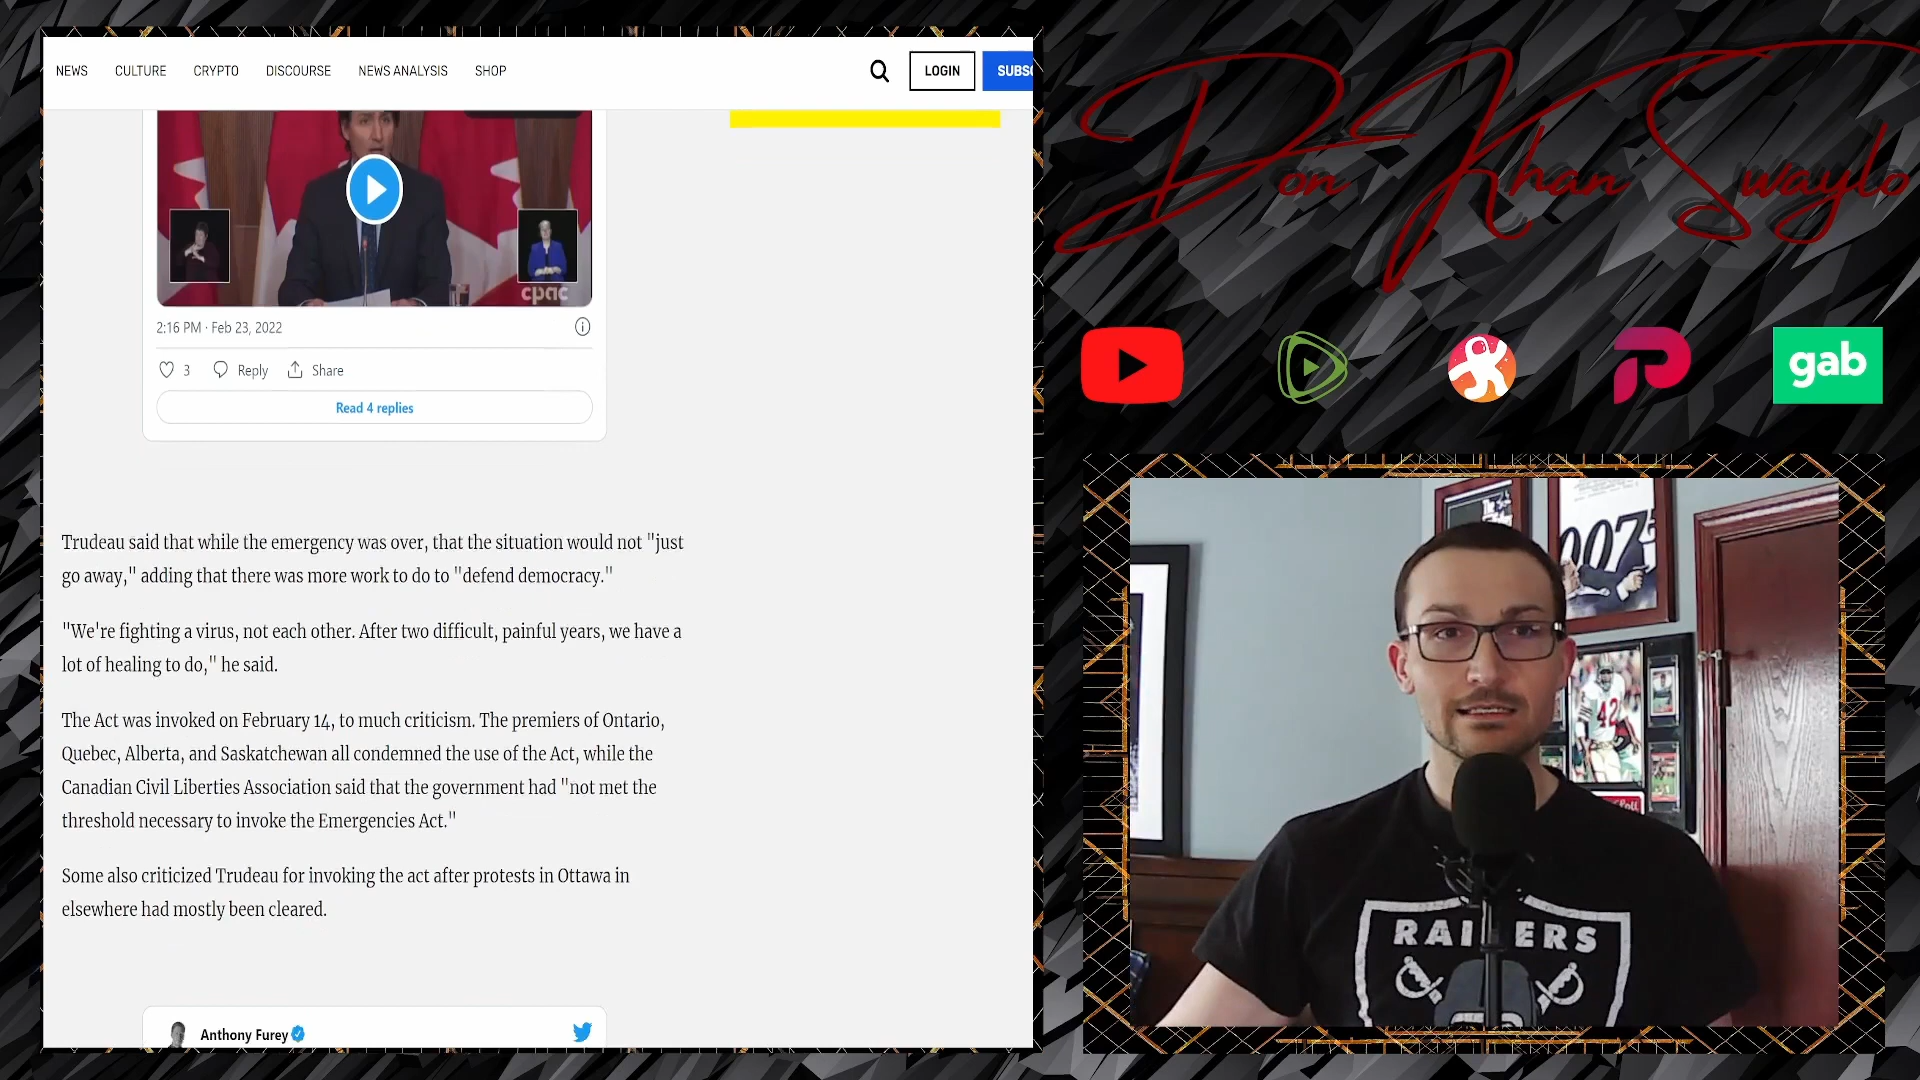 NEWS CULTURE CRYPTO DISCOURSE NEWS ANALYSIS SHOP LOGIN SUBSC
cpac
2:16 PM · Feb 23, 2022
3 Reply Share
Read 4 replies
Trudeau said that while the emergency was over, that the situation would not "just
go away," adding that there was more work to do to "defend democracy."
"We're fighting a virus, not each other. After two difficult, painful years, we have a
lot of healing to do," he said.
The Act was invoked on February 14, to much criticism. The premiers of Ontario,
Quebec, Alberta, and Saskatchewan all condemned the use of the Act, while the
Canadian Civil Liberties Association said that the government had "not met the
threshold necessary to invoke the Emergencies Act."
Some also criticized Trudeau for invoking the act after protests in Ottawa in
elsewhere had mostly been cleared.
Anthony Furey
Don Khan Swaylo
gab
007
42
RAIDERS